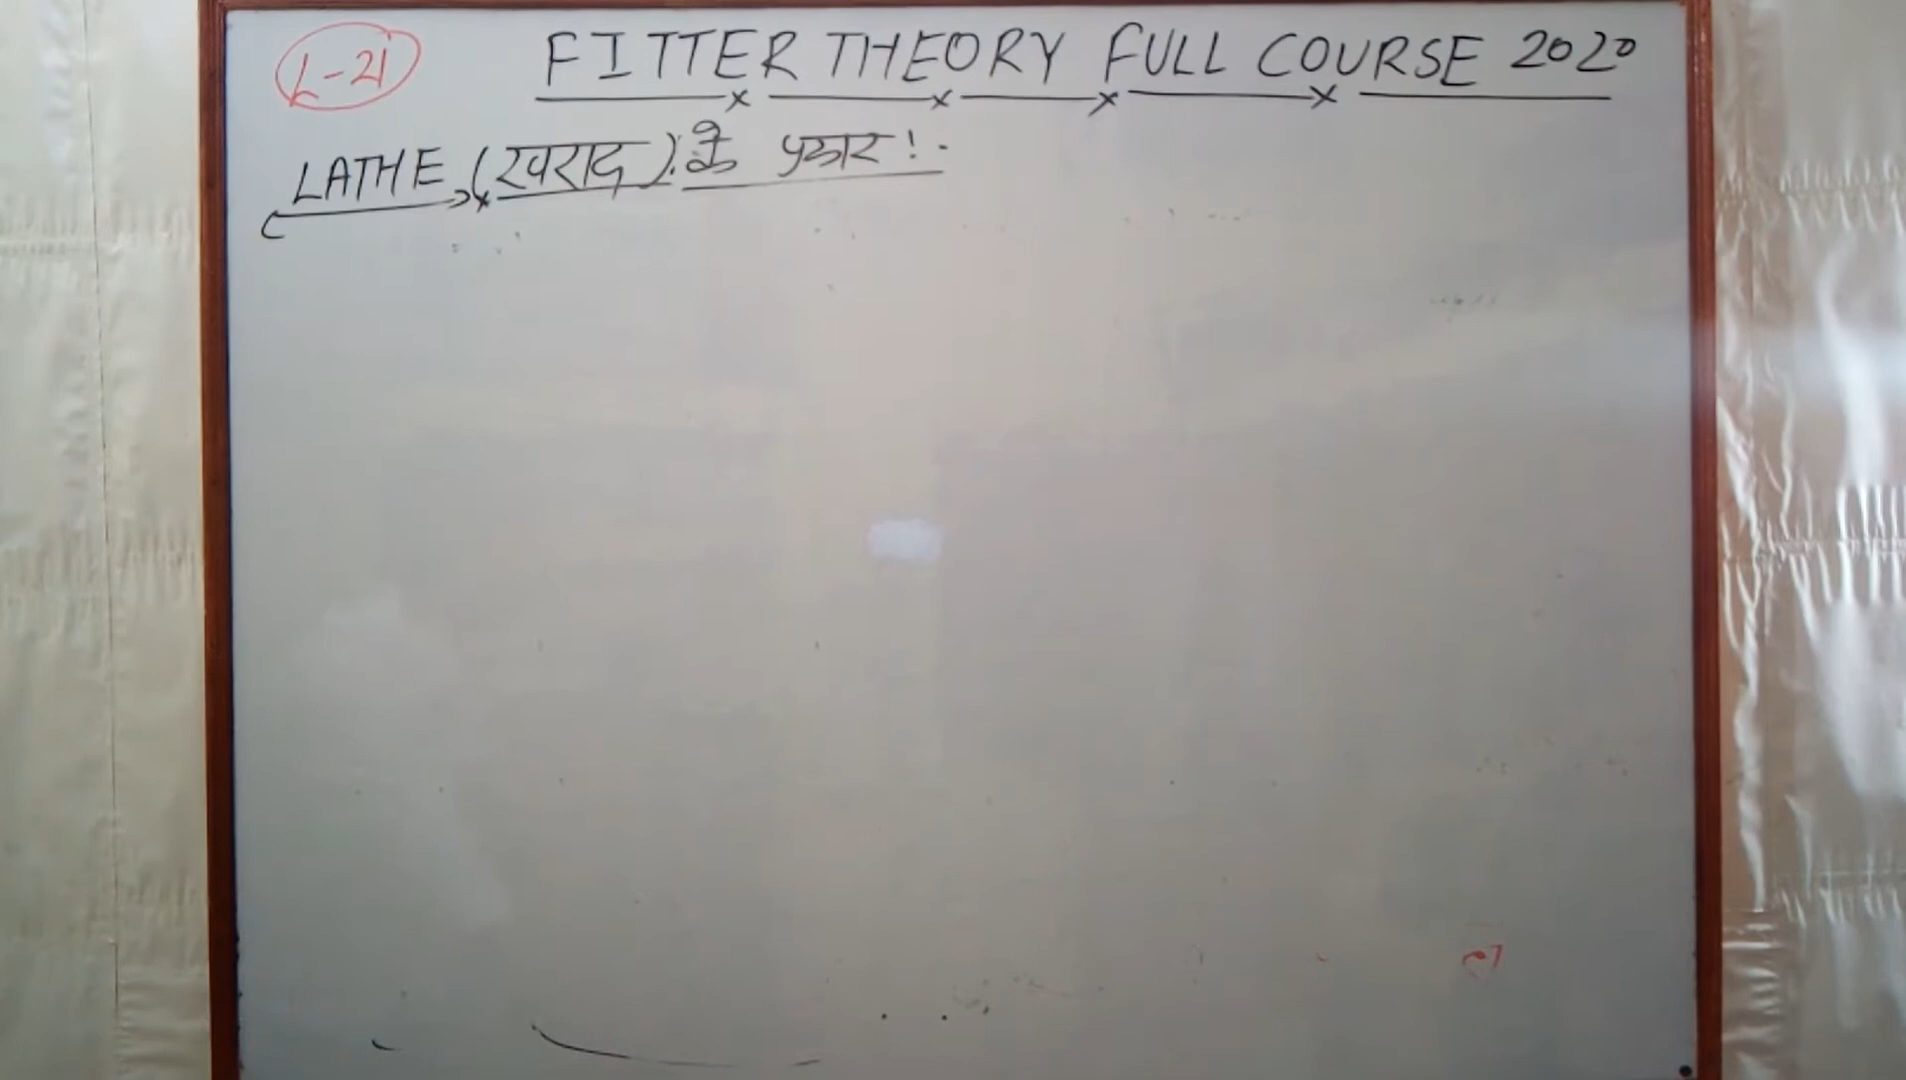 L-21 FITTER THEORY FULL COURSE 2020
LATHE (खराद) के प्रकार :-